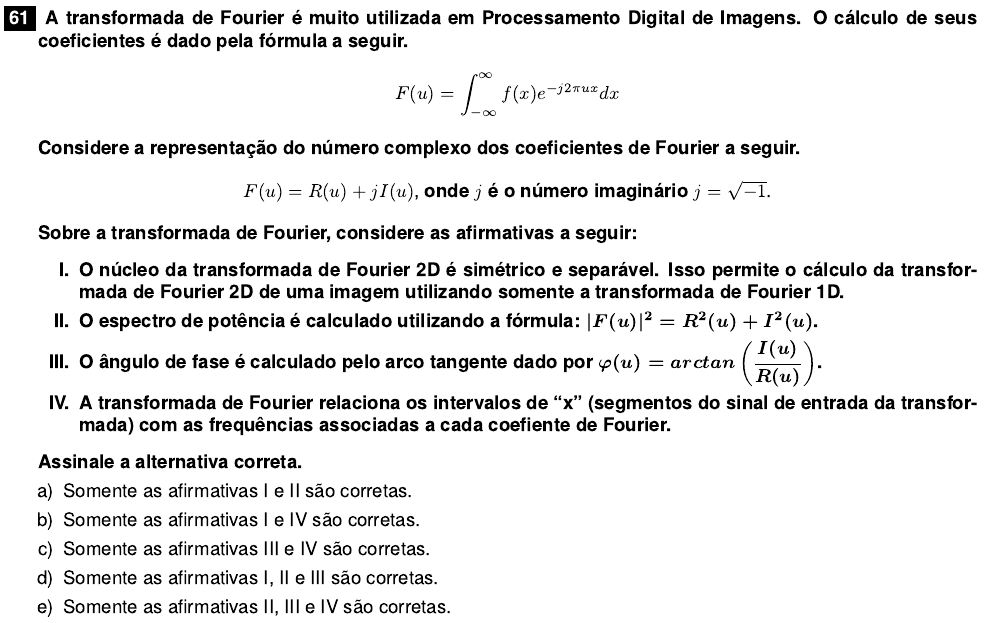 61 A transformada de Fourier é muito utilizada em Processamento Digital de Imagens. O cálculo de seus
coeficientes é dado pela fórmula a seguir.
F(u) = ∫_{-∞}^{∞} f(x)e^{-j2πux}dx
Considere a representação do número complexo dos coeficientes de Fourier a seguir.
F(u) = R(u) + jI(u), onde j é o número imaginário j = √-1.
Sobre a transformada de Fourier, considere as afirmativas a seguir:
I. O núcleo da transformada de Fourier 2D é simétrico e separável. Isso permite o cálculo da transfor-
mada de Fourier 2D de uma imagem utilizando somente a transformada de Fourier 1D.
II. O espectro de potência é calculado utilizando a fórmula: |F(u)|² = R²(u) + I²(u).
III. O ângulo de fase é calculado pelo arco tangente dado por φ(u) = arctan (I(u)/R(u)).
IV. A transformada de Fourier relaciona os intervalos de “x” (segmentos do sinal de entrada da transfor-
mada) com as frequências associadas a cada coefiente de Fourier.
Assinale a alternativa correta.
a) Somente as afirmativas I e II são corretas.
b) Somente as afirmativas I e IV são corretas.
c) Somente as afirmativas III e IV são corretas.
d) Somente as afirmativas I, II e III são corretas.
e) Somente as afirmativas II, III e IV são corretas.